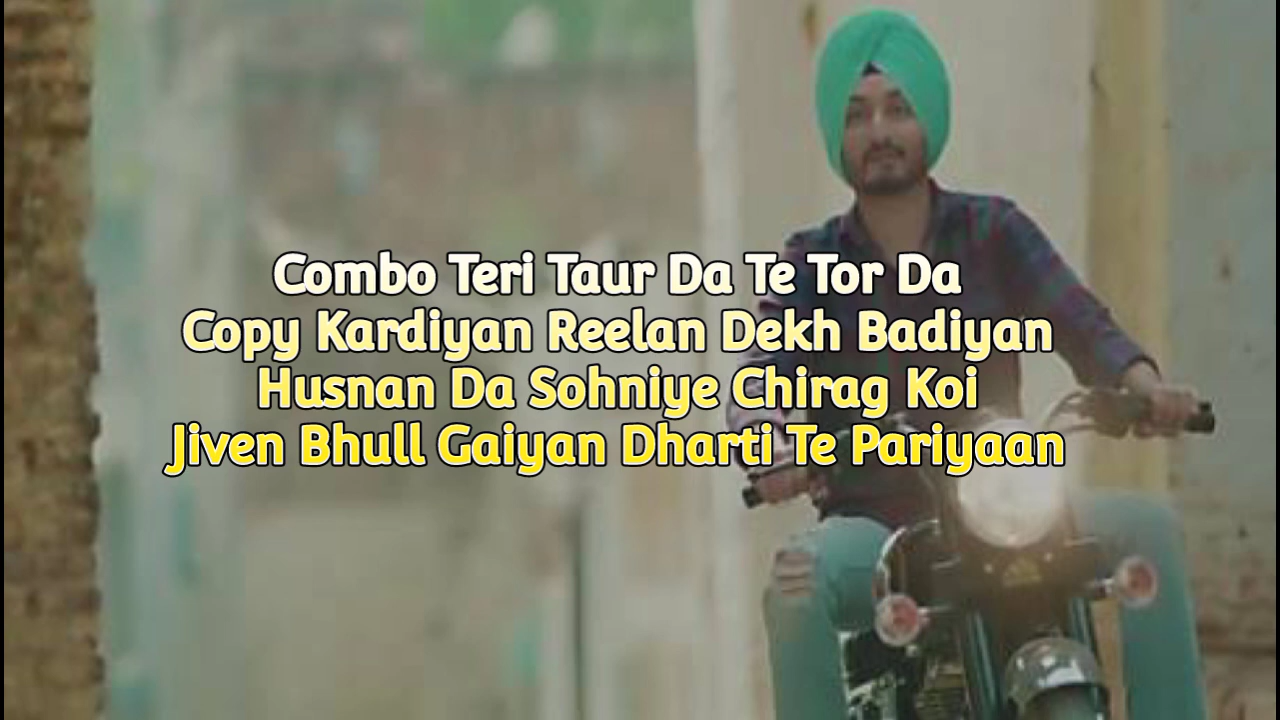 Combo Teri Taur Da Te Tor Da
Copy Kardiyan Reelan Dekh Badiyan
Husnan Da Sohniye Chirag Koi
Jiven Bhull Gaiyan Dharti Te Pariyaan